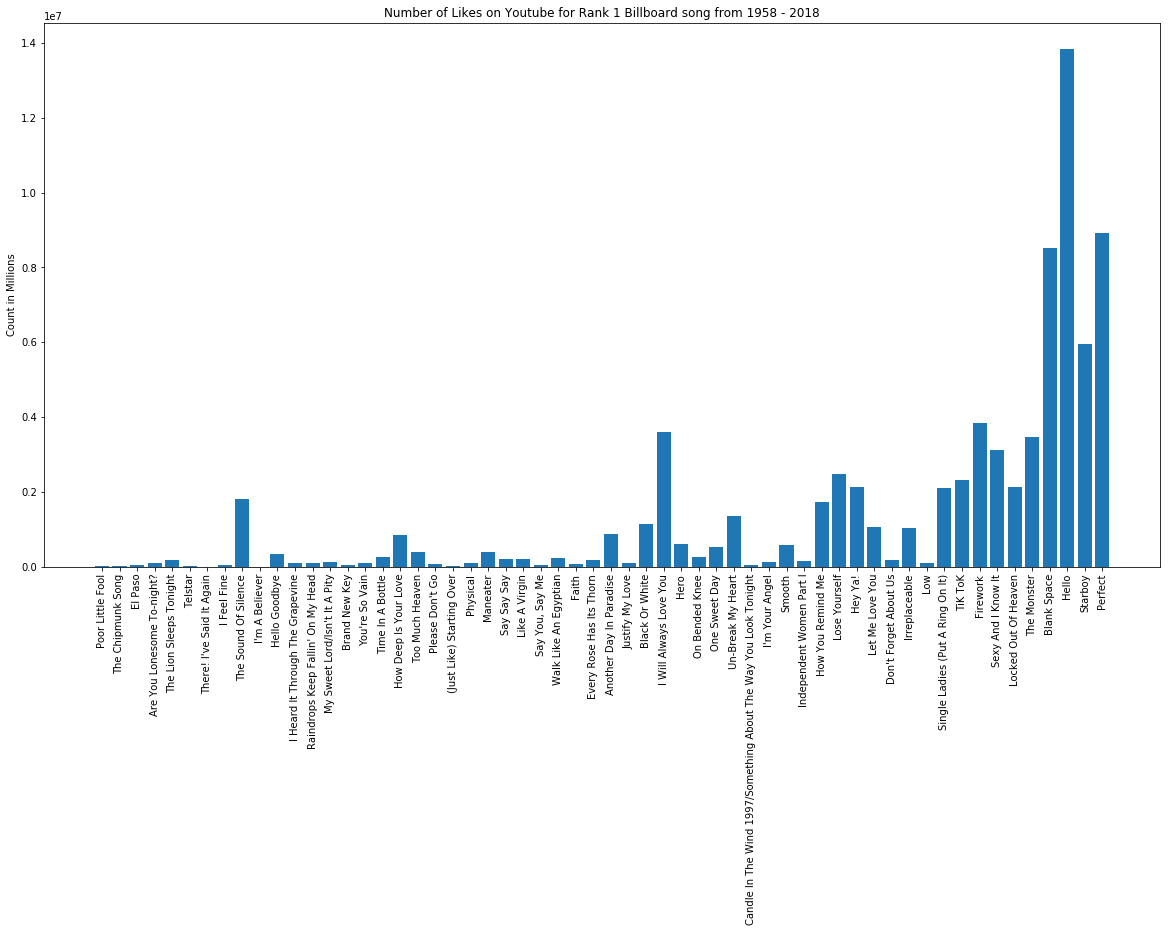 Number of Likes on Youtube for Rank 1 Billboard song from 1958 - 2018
1e7
1.4
1.2
1.0
0.8
0.6
0.4
0.2
0.0
Count in Millions
Poor Little Fool
The Chipmunk Song
El Paso
Are You Lonesome To-night?
The Lion Sleeps Tonight
Telstar
There! I've Said It Again
I Feel Fine
The Sound Of Silence
I'm A Believer
Hello Goodbye
I Heard It Through The Grapevine
Raindrops Keep Fallin' On My Head
My Sweet Lord/Isn't It A Pity
Brand New Key
You're So Vain
Time In A Bottle
How Deep Is Your Love
Too Much Heaven
Please Don't Go
(Just Like) Starting Over
Physical
Maneater
Say Say Say
Like A Virgin
Say You, Say Me
Walk Like An Egyptian
Faith
Every Rose Has Its Thorn
Another Day In Paradise
Justify My Love
Black Or White
I Will Always Love You
Hero
On Bended Knee
One Sweet Day
Un-Break My Heart
Candle In The Wind 1997/Something About The Way You Look Tonight
I'm Your Angel
Smooth
Independent Women Part I
How You Remind Me
Lose Yourself
Hey Ya!
Let Me Love You
Don't Forget About Us
Irreplaceable
Low
Single Ladies (Put A Ring On It)
TiK ToK
Firework
Sexy And I Know It
Locked Out Of Heaven
The Monster
Blank Space
Hello
Starboy
Perfect